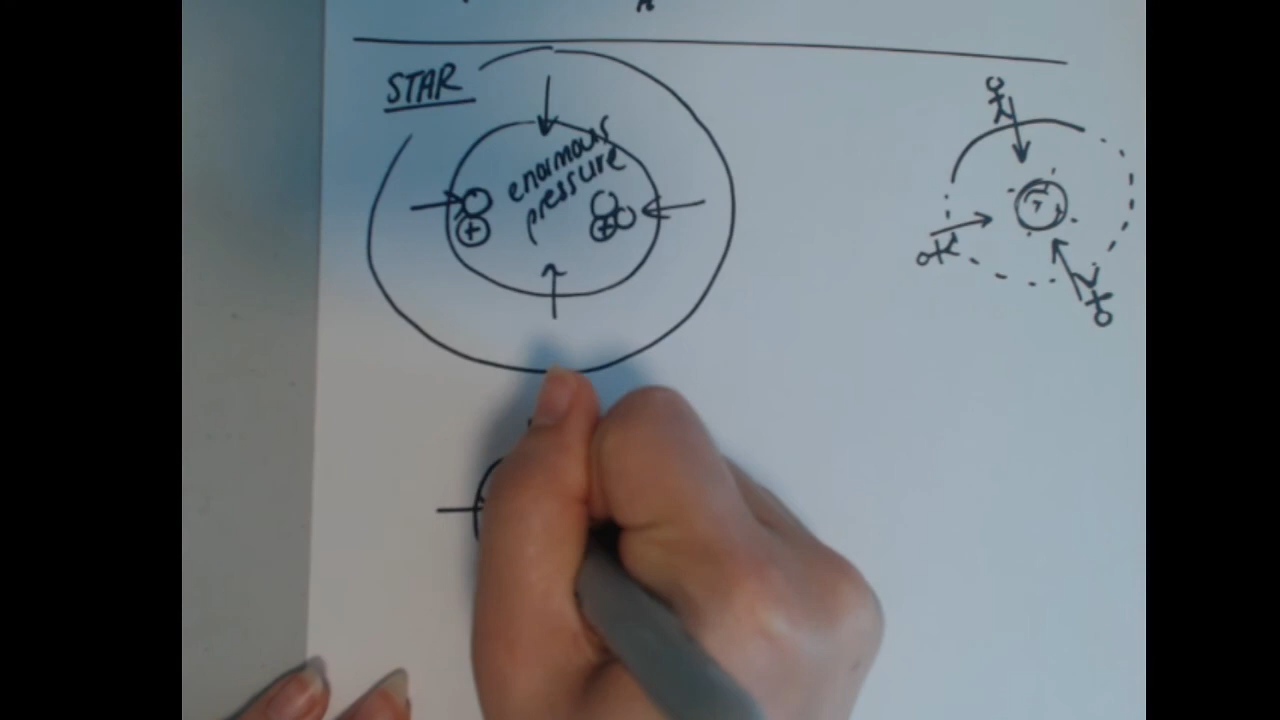 STAR
enormous
pressure
+
+
+